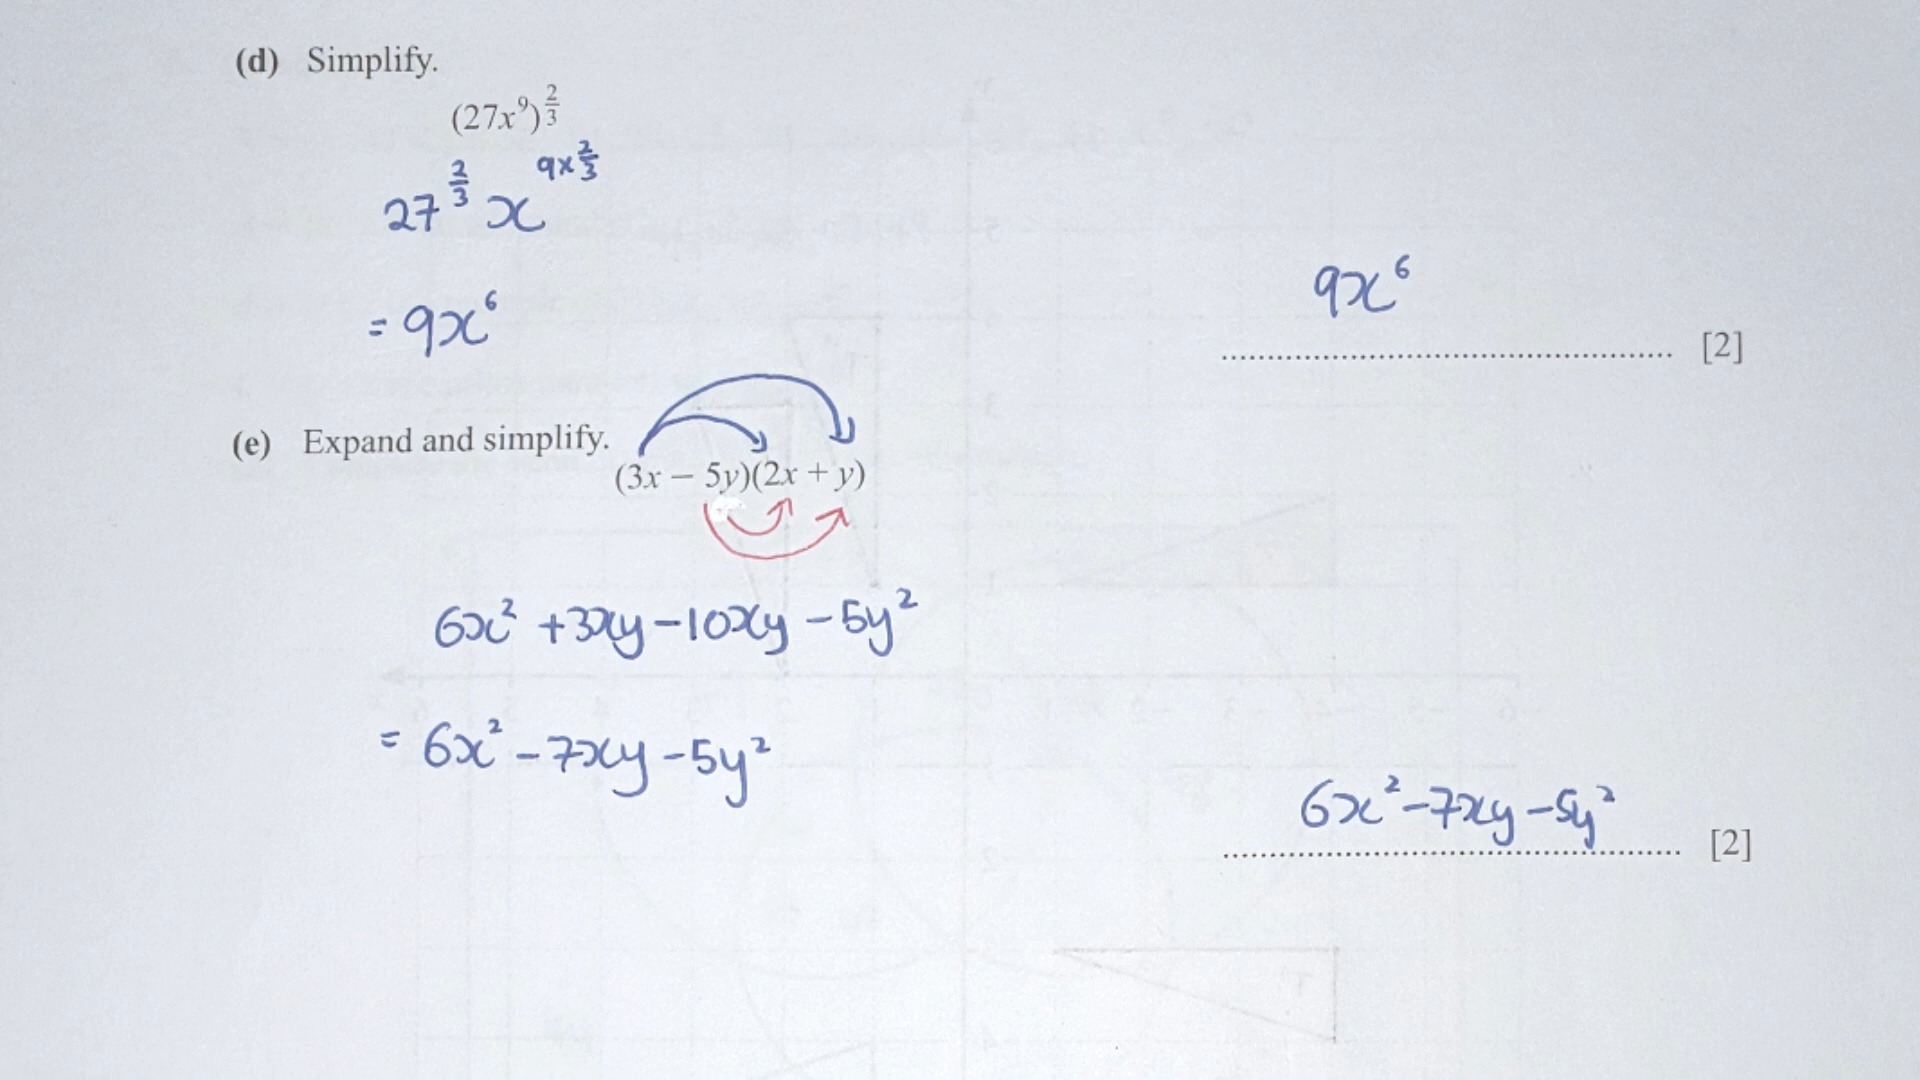 (d) Simplify.
(27x⁹)^(2/3)
27^(2/3) x^(9×2/3)
= 9x⁶
9x⁶
[2]
(e) Expand and simplify.
(3x – 5y)(2x + y)
6x² +3xy –10xy – 5y²
= 6x² – 7xy – 5y²
6x² – 7xy – 5y²
[2]